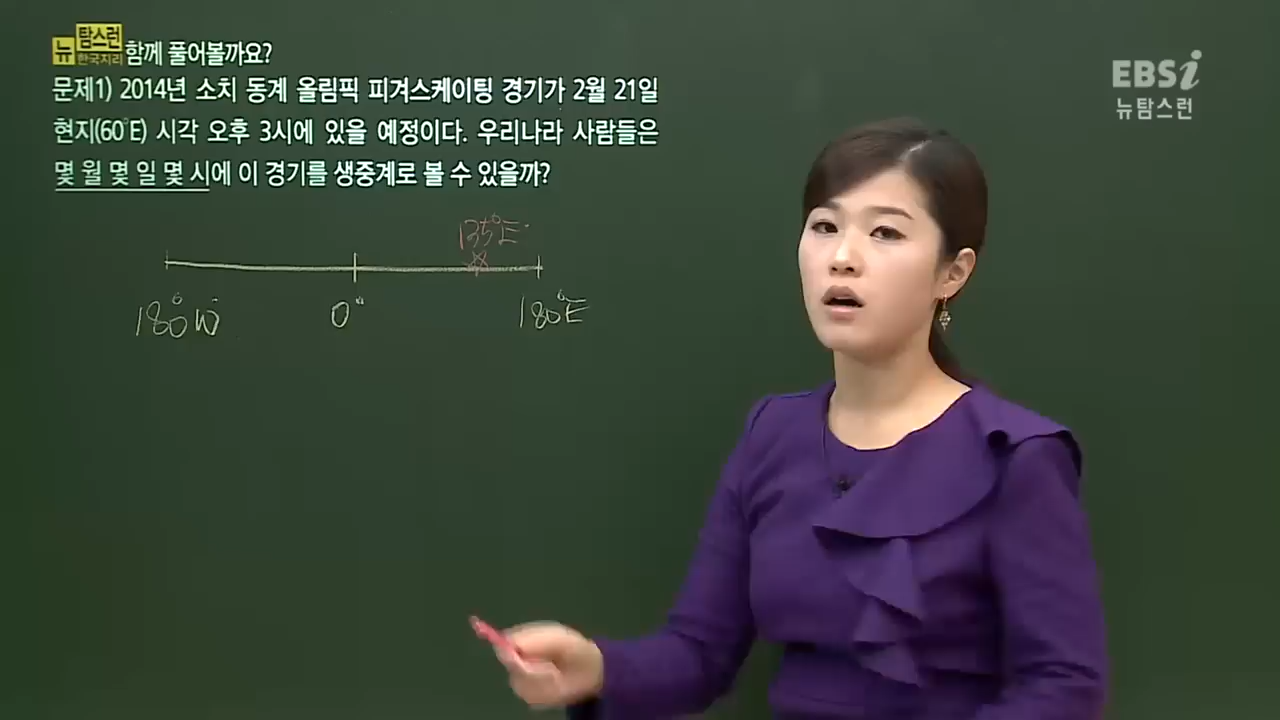 뉴 탐스런 한국지리 함께 풀어볼까요?
문제1) 2014년 소치 동계 올림픽 피겨스케이팅 경기가 2월 21일
현지(60°E) 시각 오후 3시에 있을 예정이다. 우리나라 사람들은
몇 월 몇 일 몇 시에 이 경기를 생중계로 볼 수 있을까?
EBSi
뉴탐스런
135°E
180°W 0° 180°E